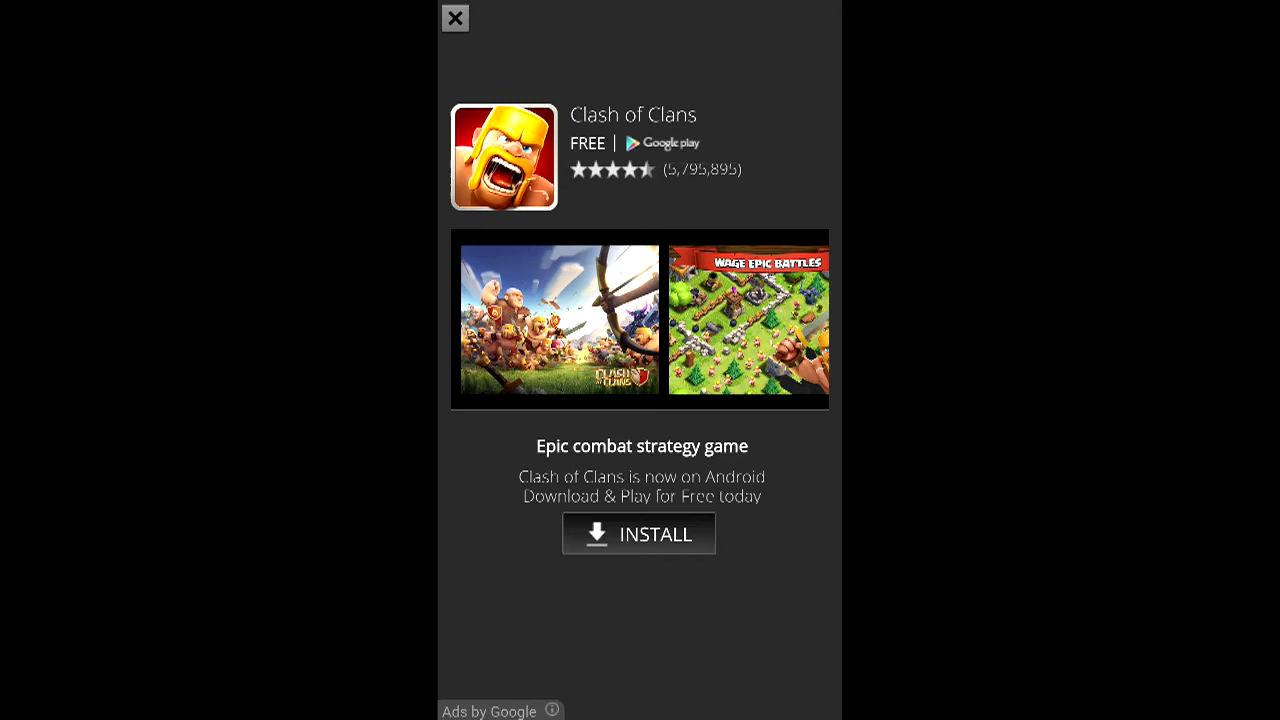 Clash of Clans
FREE | Google play
(5,795,895)
WAGE EPIC BATTLES
CLASH OF CLANS
Epic combat strategy game
Clash of Clans is now on Android
Download & Play for Free today
INSTALL
Ads by Google